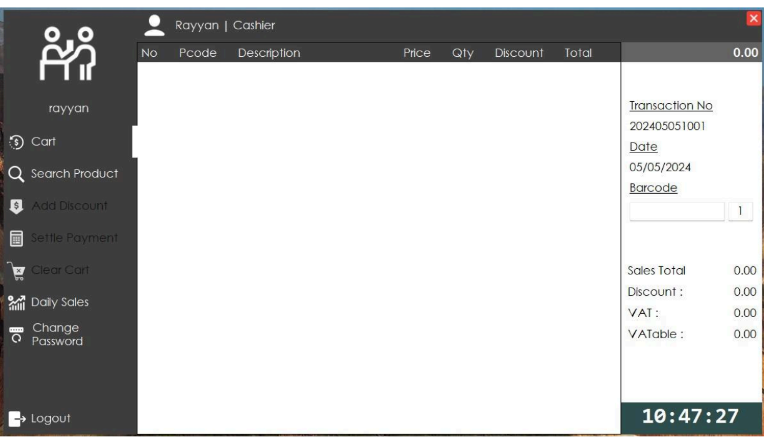 Rayyan | Cashier
No Pcode Description Price Qty Discount Total 0.00
rayyan
Cart
Search Product
Add Discount
Settle Payment
Clear Cart
Daily Sales
Change
Password
Logout
Transaction No
202405051001
Date
05/05/2024
Barcode
1
Sales Total 0.00
Discount : 0.00
VAT : 0.00
VATable : 0.00
10:47:27